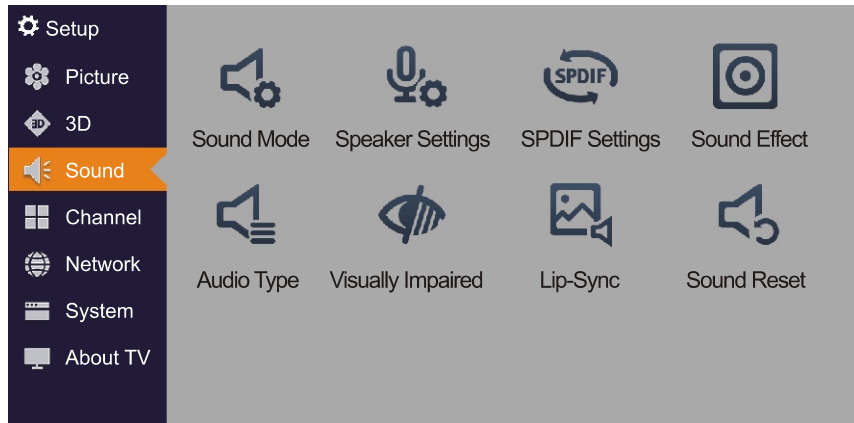 Setup
Picture
3D
3D
Sound
Channel
Network
System
About TV
SPDIF
Sound Mode
Speaker Settings
SPDIF Settings
Sound Effect
Audio Type
Visually Impaired
Lip-Sync
Sound Reset